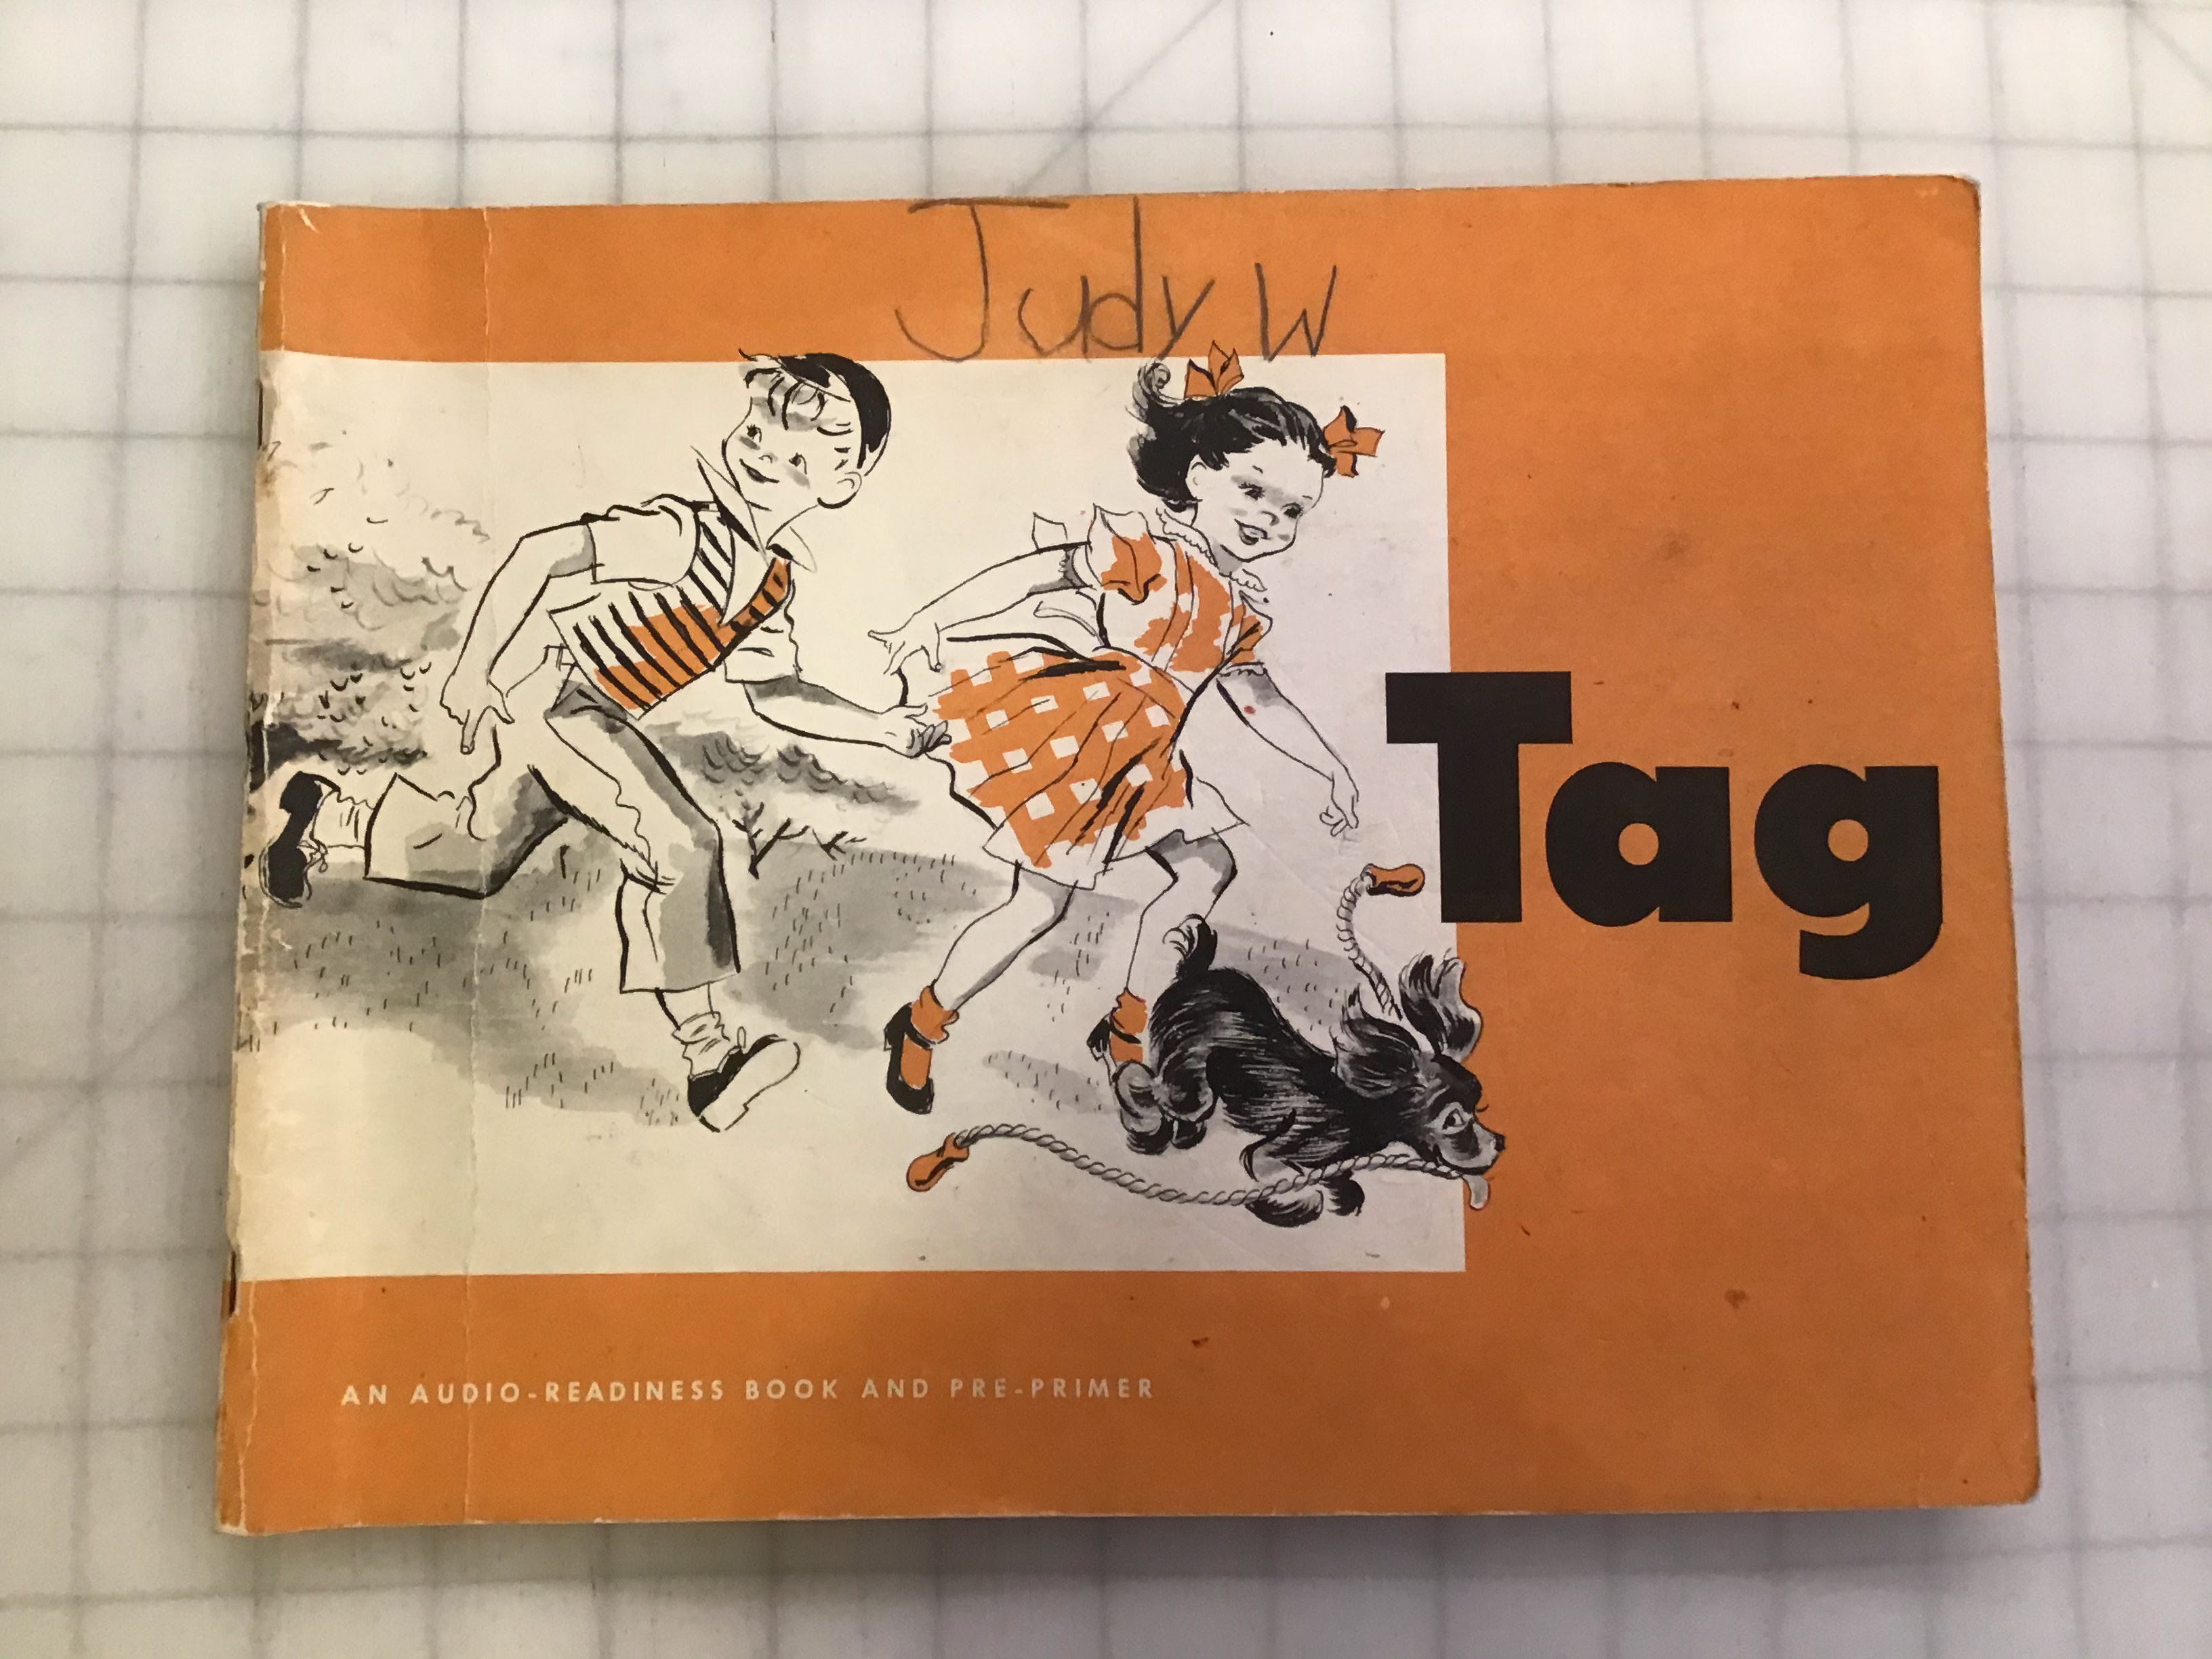 Judy W
Tag
AN AUDIO-READINESS BOOK AND PRE-PRIMER